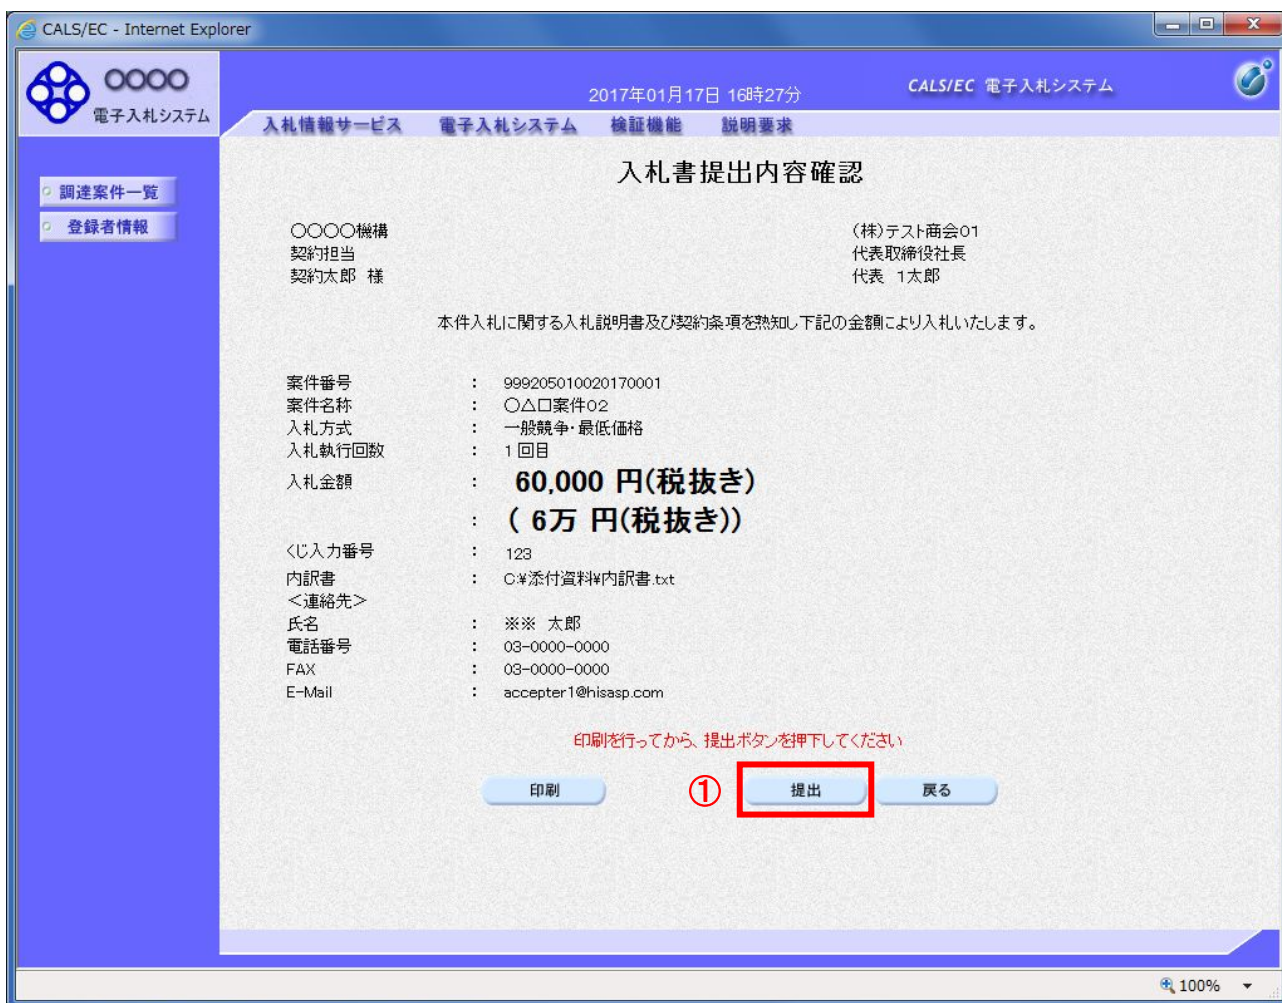 CALS/EC - Internet Explorer
○○○○
電子入札システム
2017年01月17日 16時27分
CALS/EC 電子入札システム
入札情報サービス 電子入札システム 検証機能 説明要求
調達案件一覧
登録者情報
入札書提出内容確認
○○○○機構
契約担当
契約太郎 様
(株)テスト商会01
代表取締役社長
代表 1太郎
本件入札に関する入札説明書及び契約条項を熟知し下記の金額により入札いたします。
案件番号 : 999205010020170001
案件名称 : ○△□案件02
入札方式 : 一般競争・最低価格
入札執行回数 : 1回目
入札金額 : 60,000 円(税抜き)
: ( 6万 円(税抜き))
くじ入力番号 : 123
内訳書 : C:¥添付資料¥内訳書.txt
<連絡先>
氏名 : ※※ 太郎
電話番号 : 03-0000-0000
FAX : 03-0000-0000
E-Mail : accepter1@hisasp.com
印刷を行ってから、提出ボタンを押下してください
印刷 ① 提出 戻る
100%